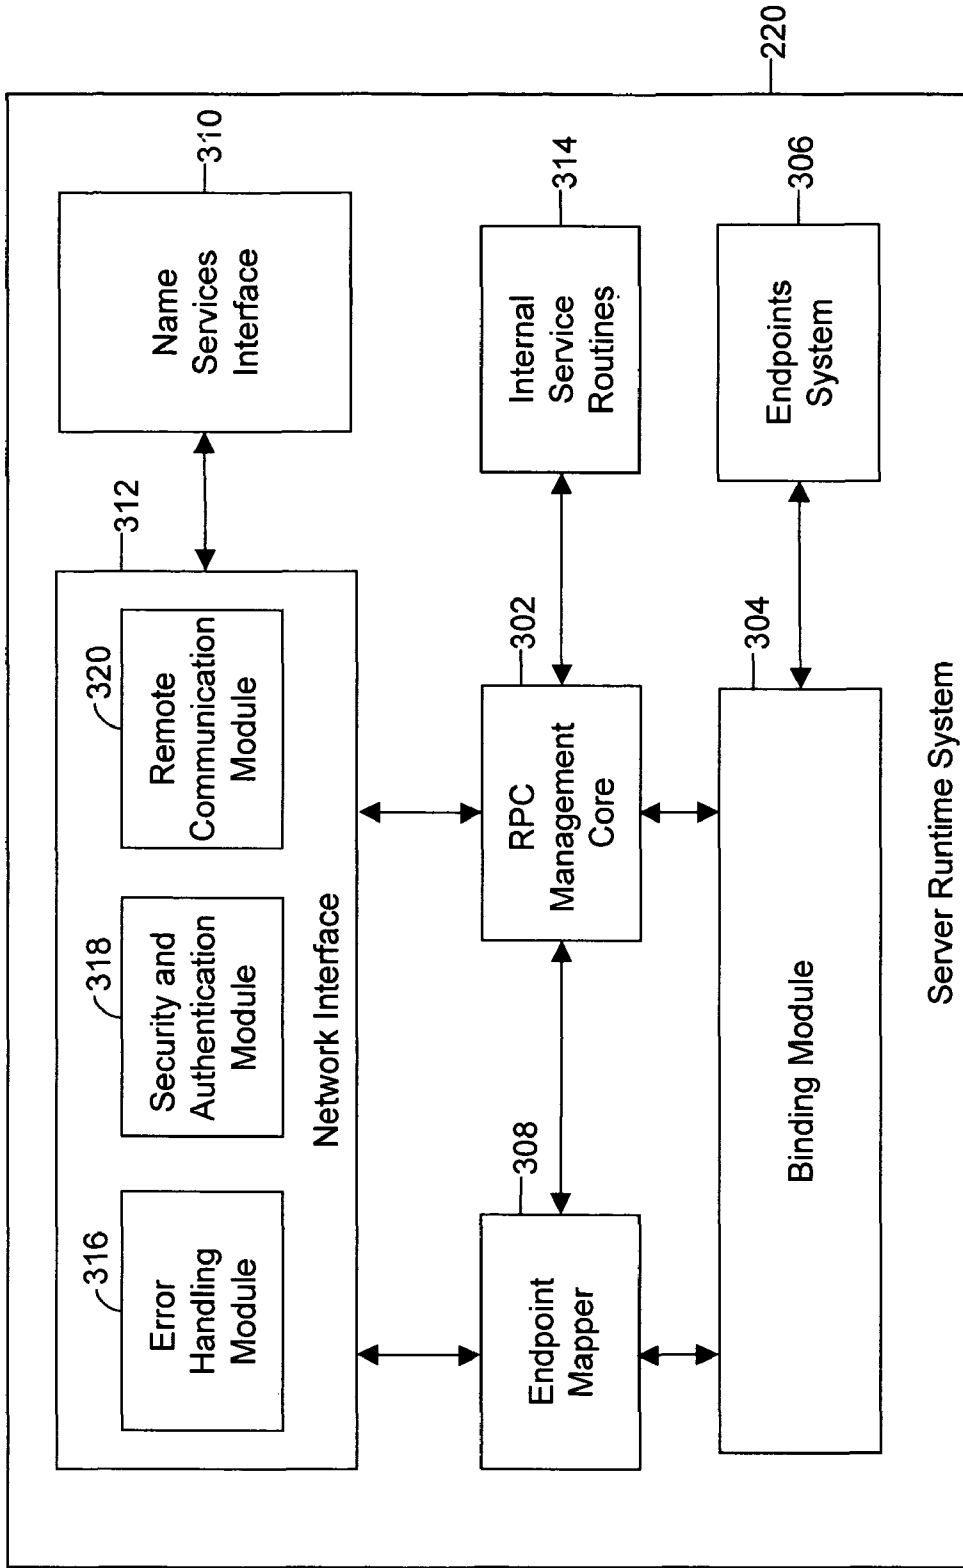 316
Error
Handling
Module
318
Security and
Authentication
Module
320
Remote
Communication
Module
Network Interface
312
Name
Services
Interface
310
Endpoint
Mapper
308
RPC
Management
Core
302
Internal
Service
Routines
314
Binding Module
304
Endpoints
System
306
Server Runtime System
220